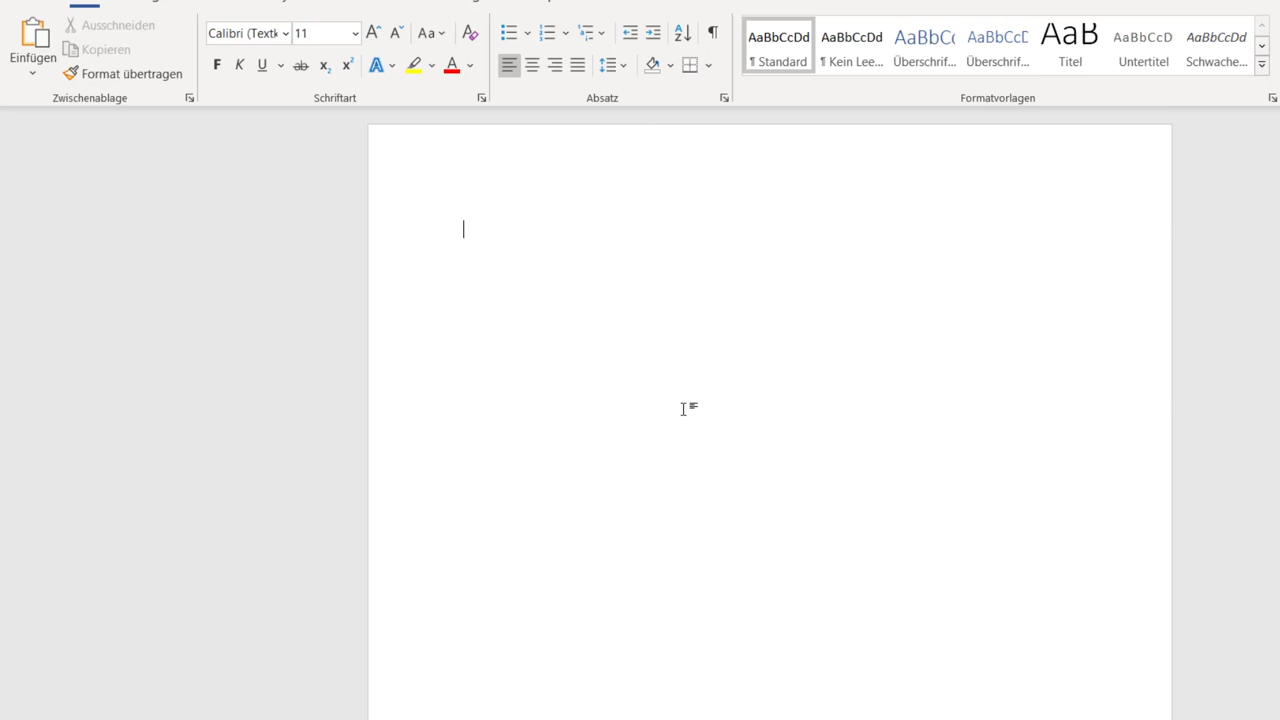 Einfügen
Ausschneiden
Kopieren
Format übertragen
Zwischenablage
Calibri (Textk
11
Aa
F K U ab x₂ x²
A
A
Schriftart
Absatz
AaBbCcDd
¶ Standard
AaBbCcDd
¶ Kein Lee...
AaBbCc
Überschrif...
AaBbCcD
Überschrif...
AaB
Titel
AaBbCcD
Untertitel
AaBbCcDd
Schwache...
Formatvorlagen